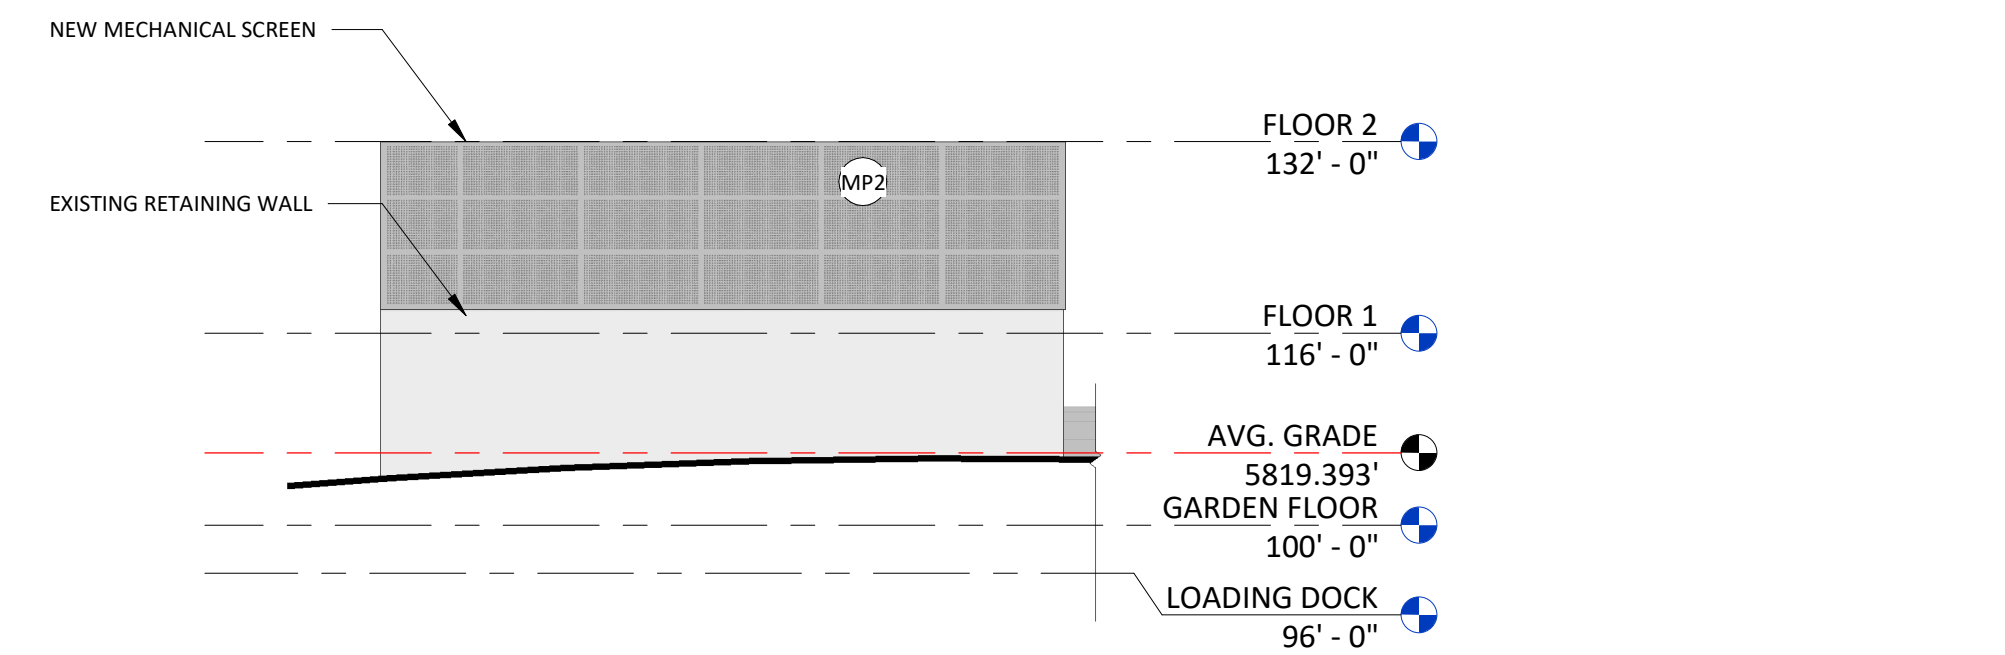 NEW MECHANICAL SCREEN
FLOOR 2
132' - 0"
MP2
EXISTING RETAINING WALL
FLOOR 1
116' - 0"
AVG. GRADE
5819.393'
GARDEN FLOOR
100' - 0"
LOADING DOCK
96' - 0"